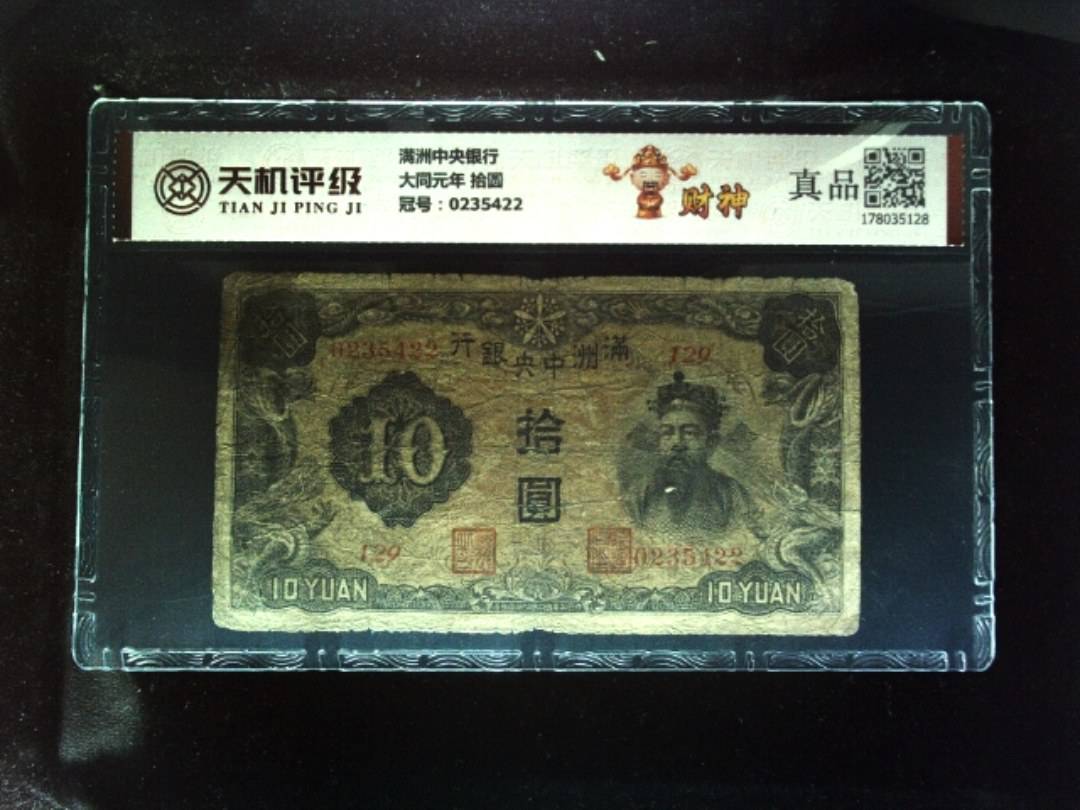 天机评级
TIAN JI PING JI
满洲中央银行
大同元年 拾圆
冠号：0235422
财神
真品
178035128
拾圓
拾圓
0235422
行銀央中洲滿
129
10
拾
圓
129
0235422
10 YUAN
10 YUAN